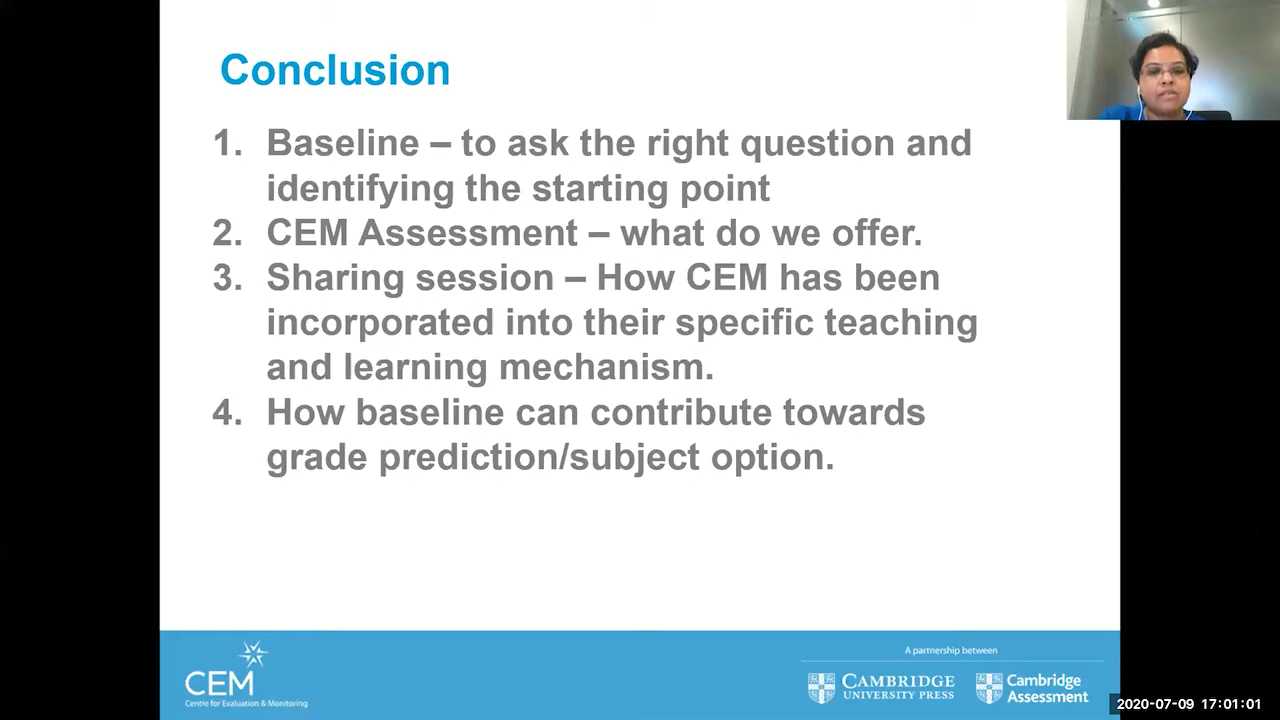 Conclusion
1. Baseline – to ask the right question and
identifying the starting point
2. CEM Assessment – what do we offer.
3. Sharing session – How CEM has been
incorporated into their specific teaching
and learning mechanism.
4. How baseline can contribute towards
grade prediction/subject option.
CEM
Centre for Evaluation & Monitoring
A partnership between
CAMBRIDGE
UNIVERSITY PRESS
Cambridge
Assessment
2020-07-09 17:01:01